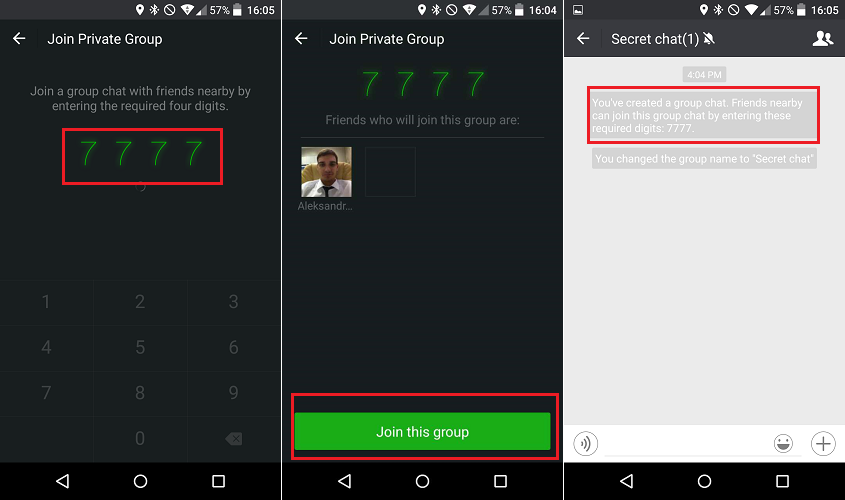 57% 16:05
Join Private Group
Join a group chat with friends nearby by
entering the required four digits.
7 7 7 7
1 2 3
4 5 6
7 8 9
0
57% 16:04
Join Private Group
7 7 7 7
Friends who will join this group are:
Aleksandr...
Join this group
57% 16:05
Secret chat(1)
4:04 PM
You've created a group chat. Friends nearby
can join this group chat by entering these
required digits: 7777.
You changed the group name to "Secret chat"